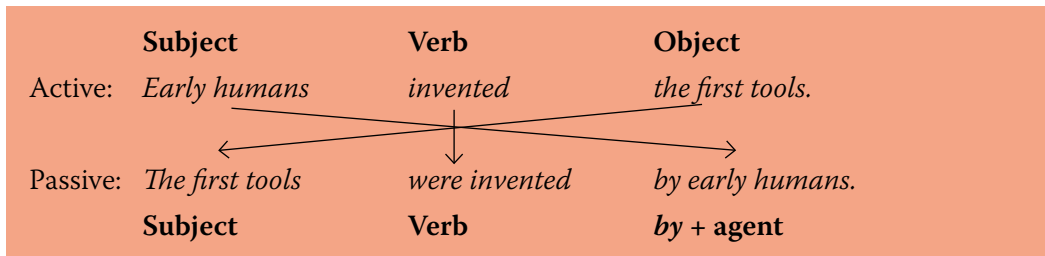 Subject Verb Object
Active: Early humans invented the first tools.
Passive: The first tools were invented by early humans.
Subject Verb by + agent